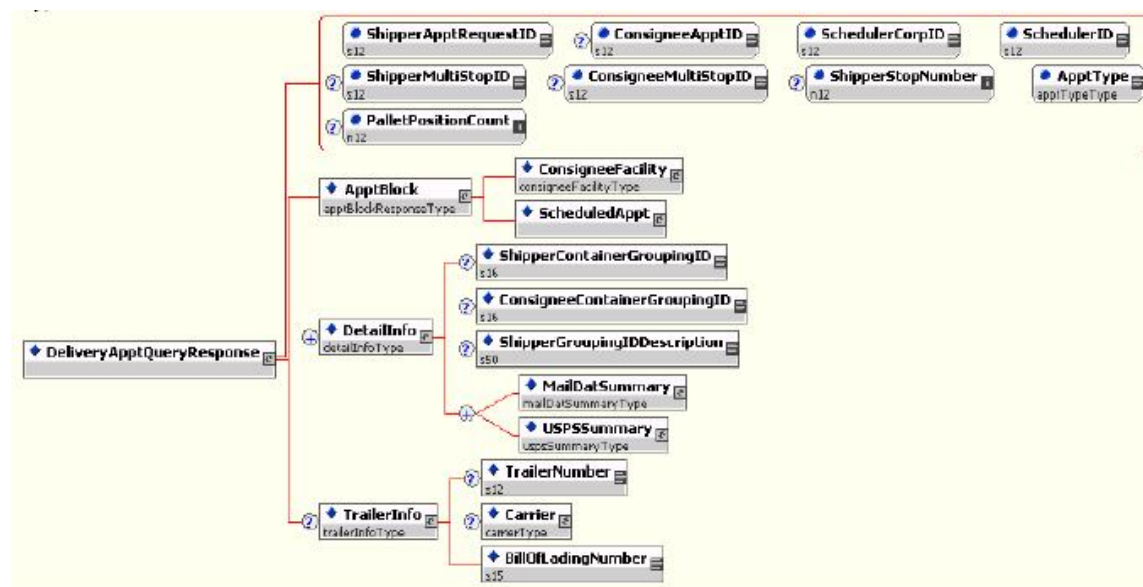 ShipperApptRequestID ConsigneeApptID SchedulerCorpID SchedulerID
s12 s12 s12 s12
ShipperMultiStopID ConsigneeMultiStopID ShipperStopNumber ApptType
s12 s12 n12 apptTypeType
PalletPositionCount
n12
ConsigneeFacility
consigneeFacilityType
ApptBlock
apptBlockResponseType
ScheduledAppt
ShipperContainerGroupingID
s16
ConsigneeContainerGroupingID
s16
DetailInfo
detailInfoType
ShipperGroupingIDDescription
s50
DeliveryApptQueryResponse
MailDatSummary
mailDatSummaryType
USPSSummary
uspsSummaryType
TrailerNumber
s12
TrailerInfo
trailerInfoType
Carrier
carrierType
BillOfLadingNumber
s15